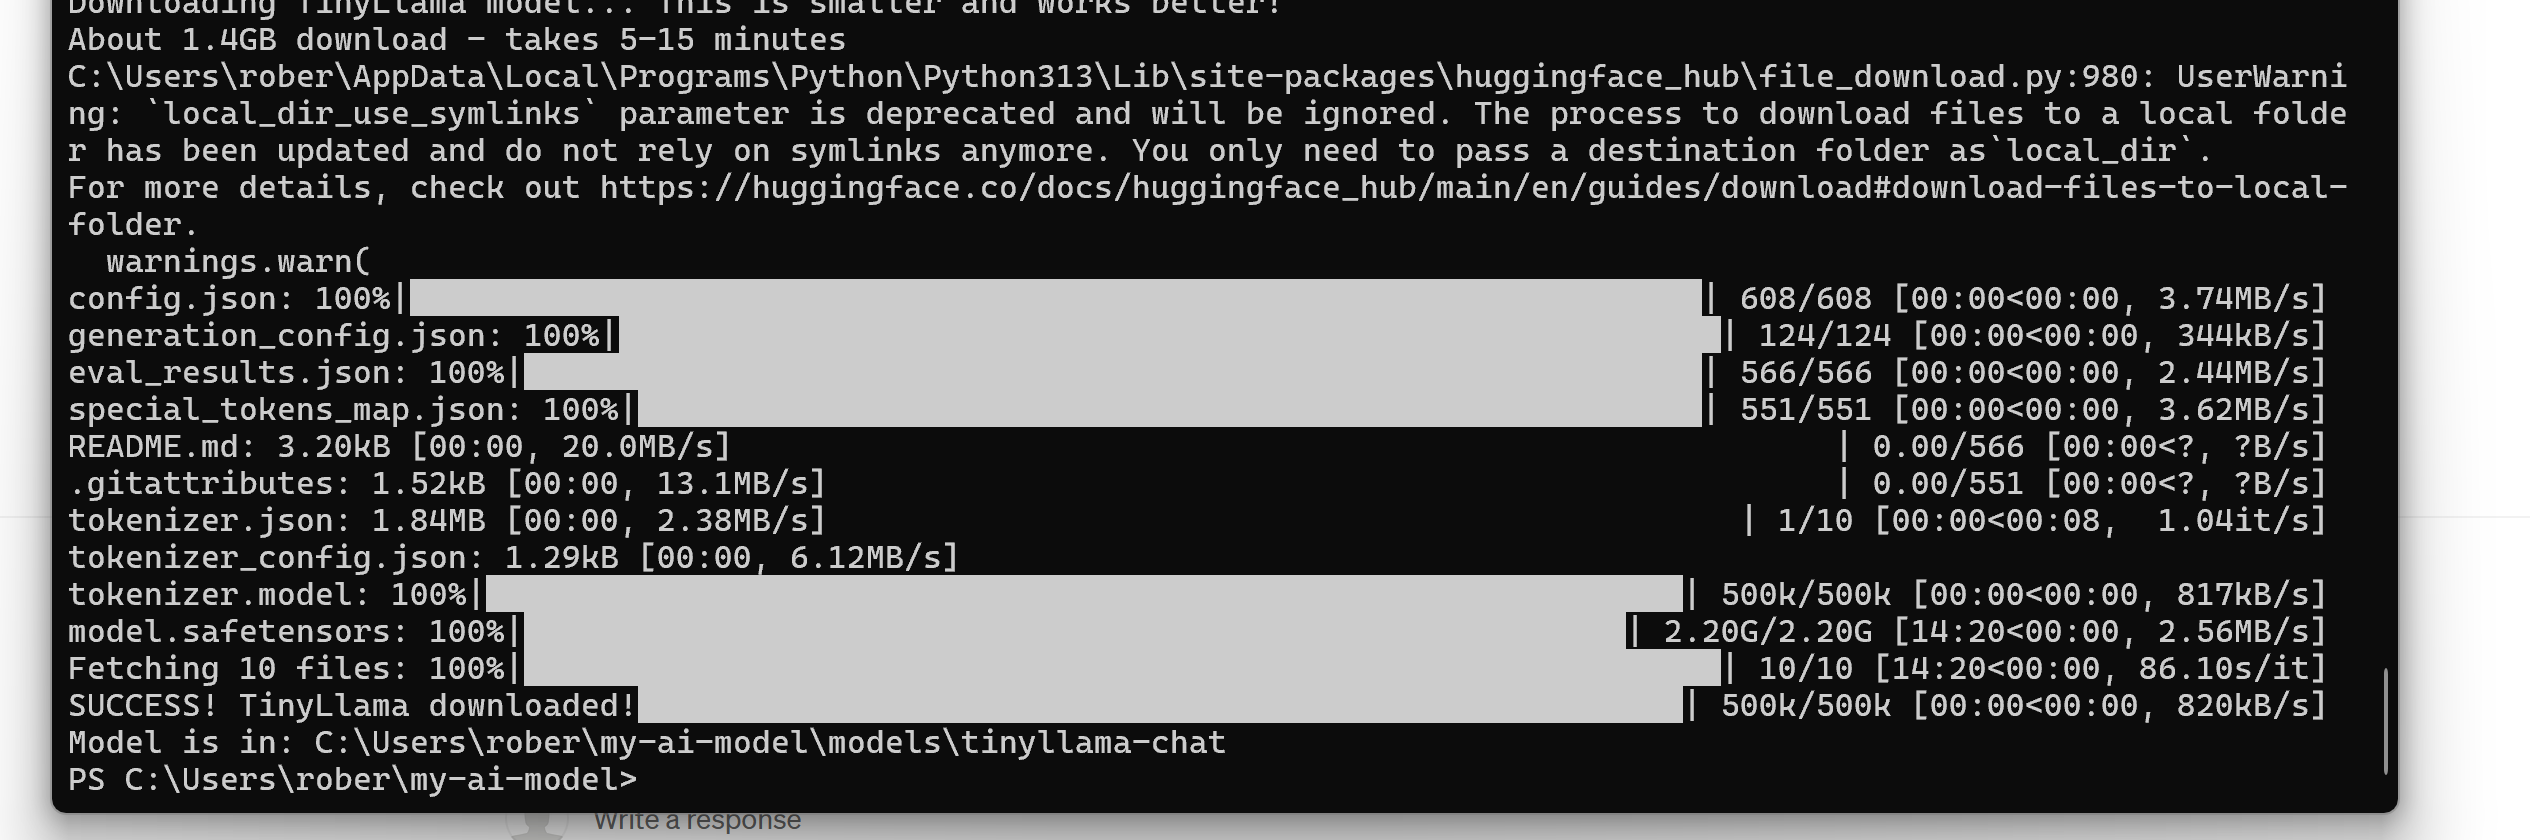 Downloading TinyLlama model... This is smaller and works better!
About 1.4GB download - takes 5-15 minutes
C:\Users\rober\AppData\Local\Programs\Python\Python313\Lib\site-packages\huggingface_hub\file_download.py:980: UserWarni
ng: `local_dir_use_symlinks` parameter is deprecated and will be ignored. The process to download files to a local folde
r has been updated and do not rely on symlinks anymore. You only need to pass a destination folder as`local_dir`.
For more details, check out https://huggingface.co/docs/huggingface_hub/main/en/guides/download#download-files-to-local-
folder.
  warnings.warn(
config.json: 100%| | 608/608 [00:00<00:00, 3.74MB/s]
generation_config.json: 100%| | 124/124 [00:00<00:00, 344kB/s]
eval_results.json: 100%| | 566/566 [00:00<00:00, 2.44MB/s]
special_tokens_map.json: 100%| | 551/551 [00:00<00:00, 3.62MB/s]
README.md: 3.20kB [00:00, 20.0MB/s] | 0.00/566 [00:00<?, ?B/s]
.gitattributes: 1.52kB [00:00, 13.1MB/s] | 0.00/551 [00:00<?, ?B/s]
tokenizer.json: 1.84MB [00:00, 2.38MB/s] | 1/10 [00:00<00:08,  1.04it/s]
tokenizer_config.json: 1.29kB [00:00, 6.12MB/s]
tokenizer.model: 100%| | 500k/500k [00:00<00:00, 817kB/s]
model.safetensors: 100%| | 2.20G/2.20G [14:20<00:00, 2.56MB/s]
Fetching 10 files: 100%| | 10/10 [14:20<00:00, 86.10s/it]
SUCCESS! TinyLlama downloaded! | 500k/500k [00:00<00:00, 820kB/s]
Model is in: C:\Users\rober\my-ai-model\models\tinyllama-chat
PS C:\Users\rober\my-ai-model>
Write a response